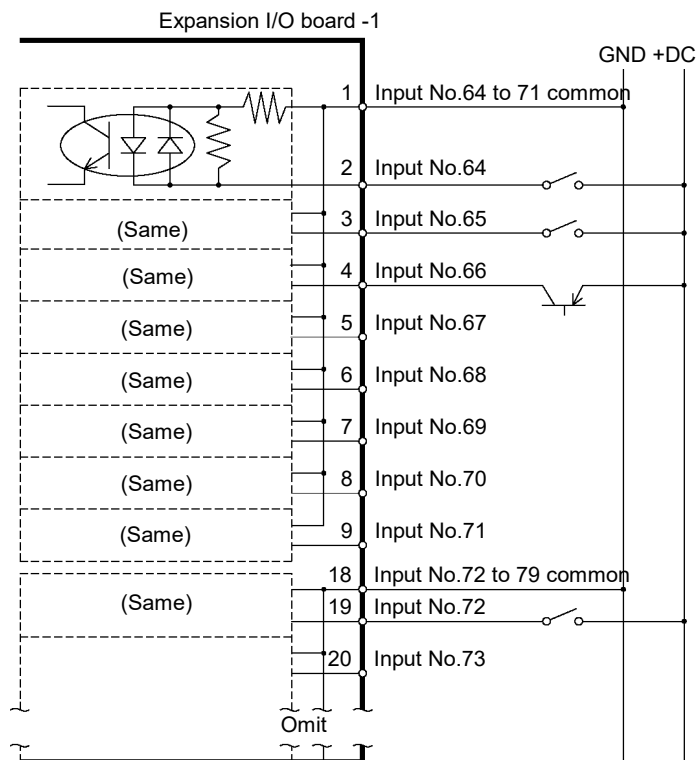 Expansion I/O board -1
GND +DC
1 Input No.64 to 71 common
2 Input No.64
(Same) 3 Input No.65
(Same) 4 Input No.66
(Same) 5 Input No.67
(Same) 6 Input No.68
(Same) 7 Input No.69
(Same) 8 Input No.70
(Same) 9 Input No.71
18 Input No.72 to 79 common
(Same) 19 Input No.72
20 Input No.73
Omit